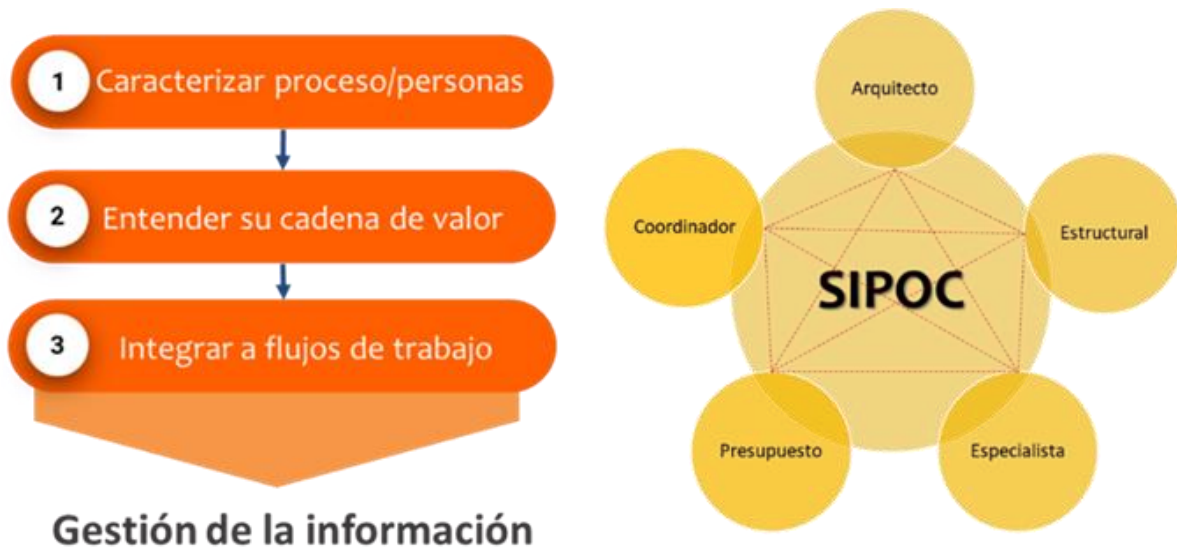 1
Caracterizar proceso/personas
2
Entender su cadena de valor
3
Integrar a flujos de trabajo
Gestión de la información
Arquitecto
Coordinador
Estructural
SIPOC
Presupuesto
Especialista